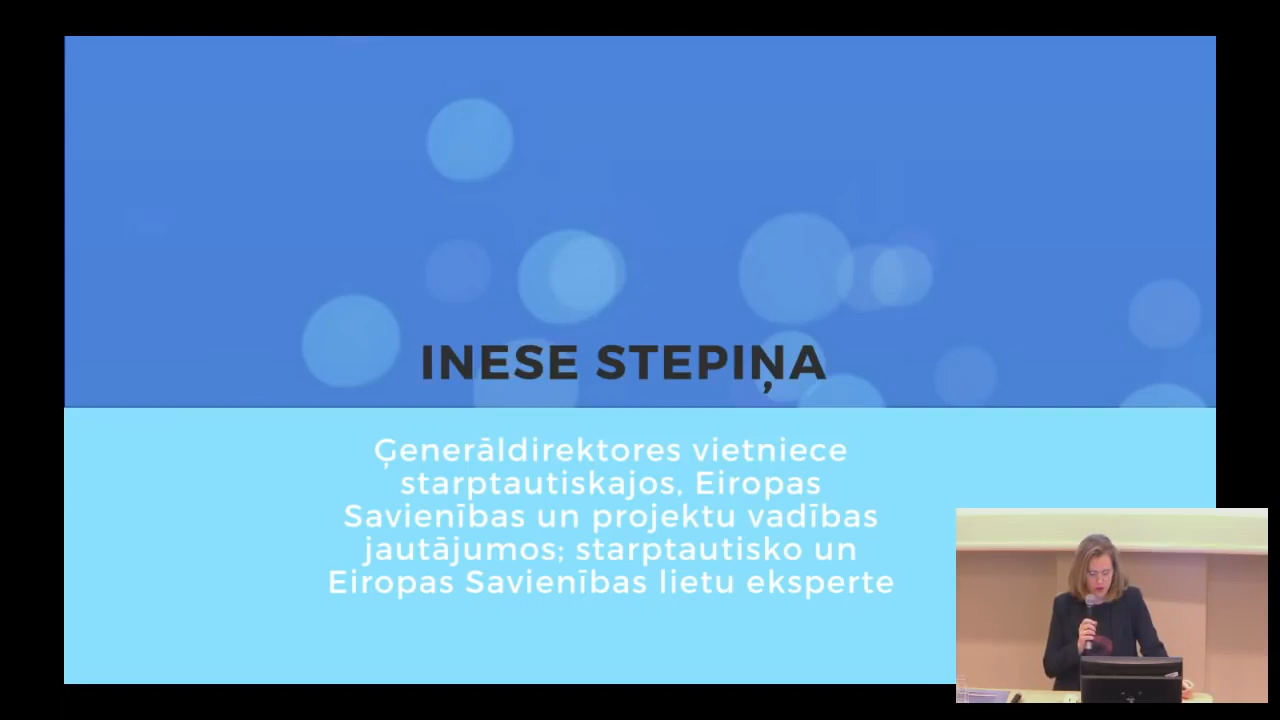 INESE STEPIŅA
Ģenerāldirektores vietniece
starptautiskajos, Eiropas
Savienības un projektu vadības
jautājumos; starptautisko un
Eiropas Savienības lietu eksperte